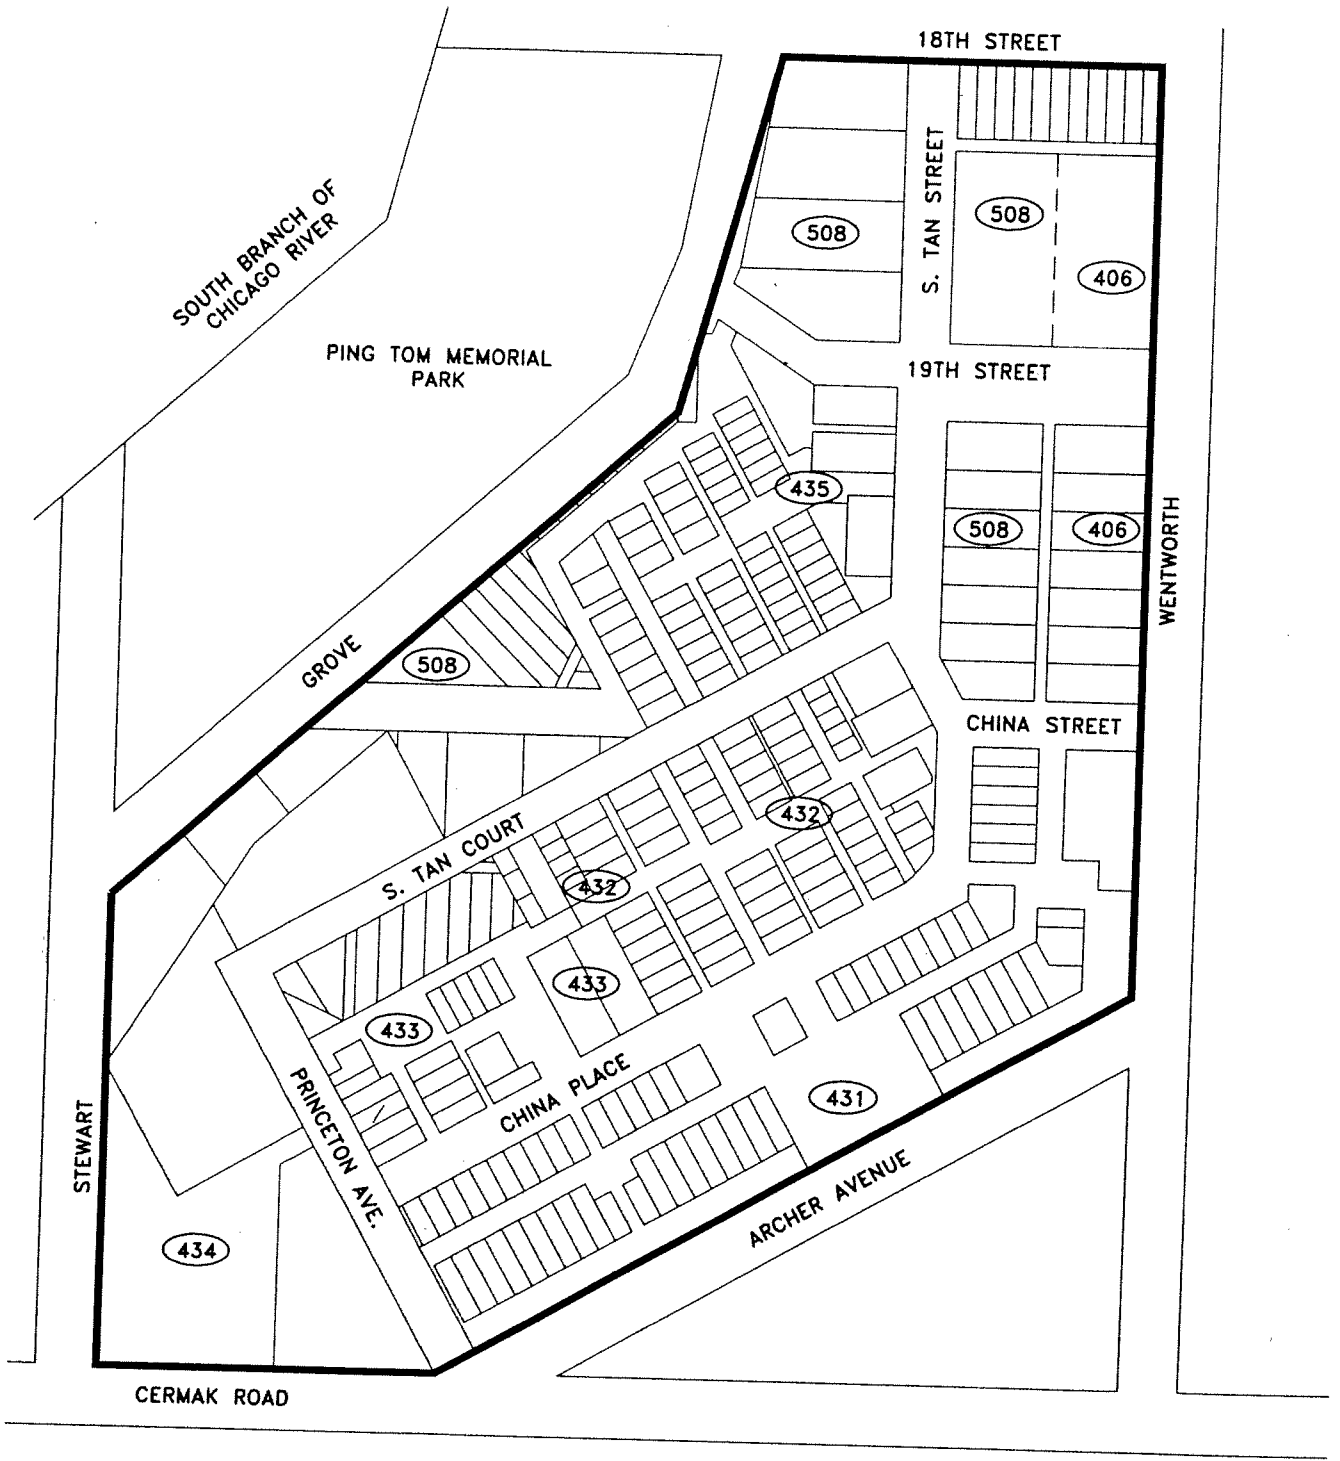 18TH STREET
S. TAN STREET
SOUTH BRANCH OF
CHICAGO RIVER
508
508
406
PING TOM MEMORIAL
PARK
19TH STREET
435
508
406
WENTWORTH
GROVE
508
CHINA STREET
432
S. TAN COURT
432
433
433
PRINCETON AVE.
CHINA PLACE
431
STEWART
ARCHER AVENUE
434
CERMAK ROAD